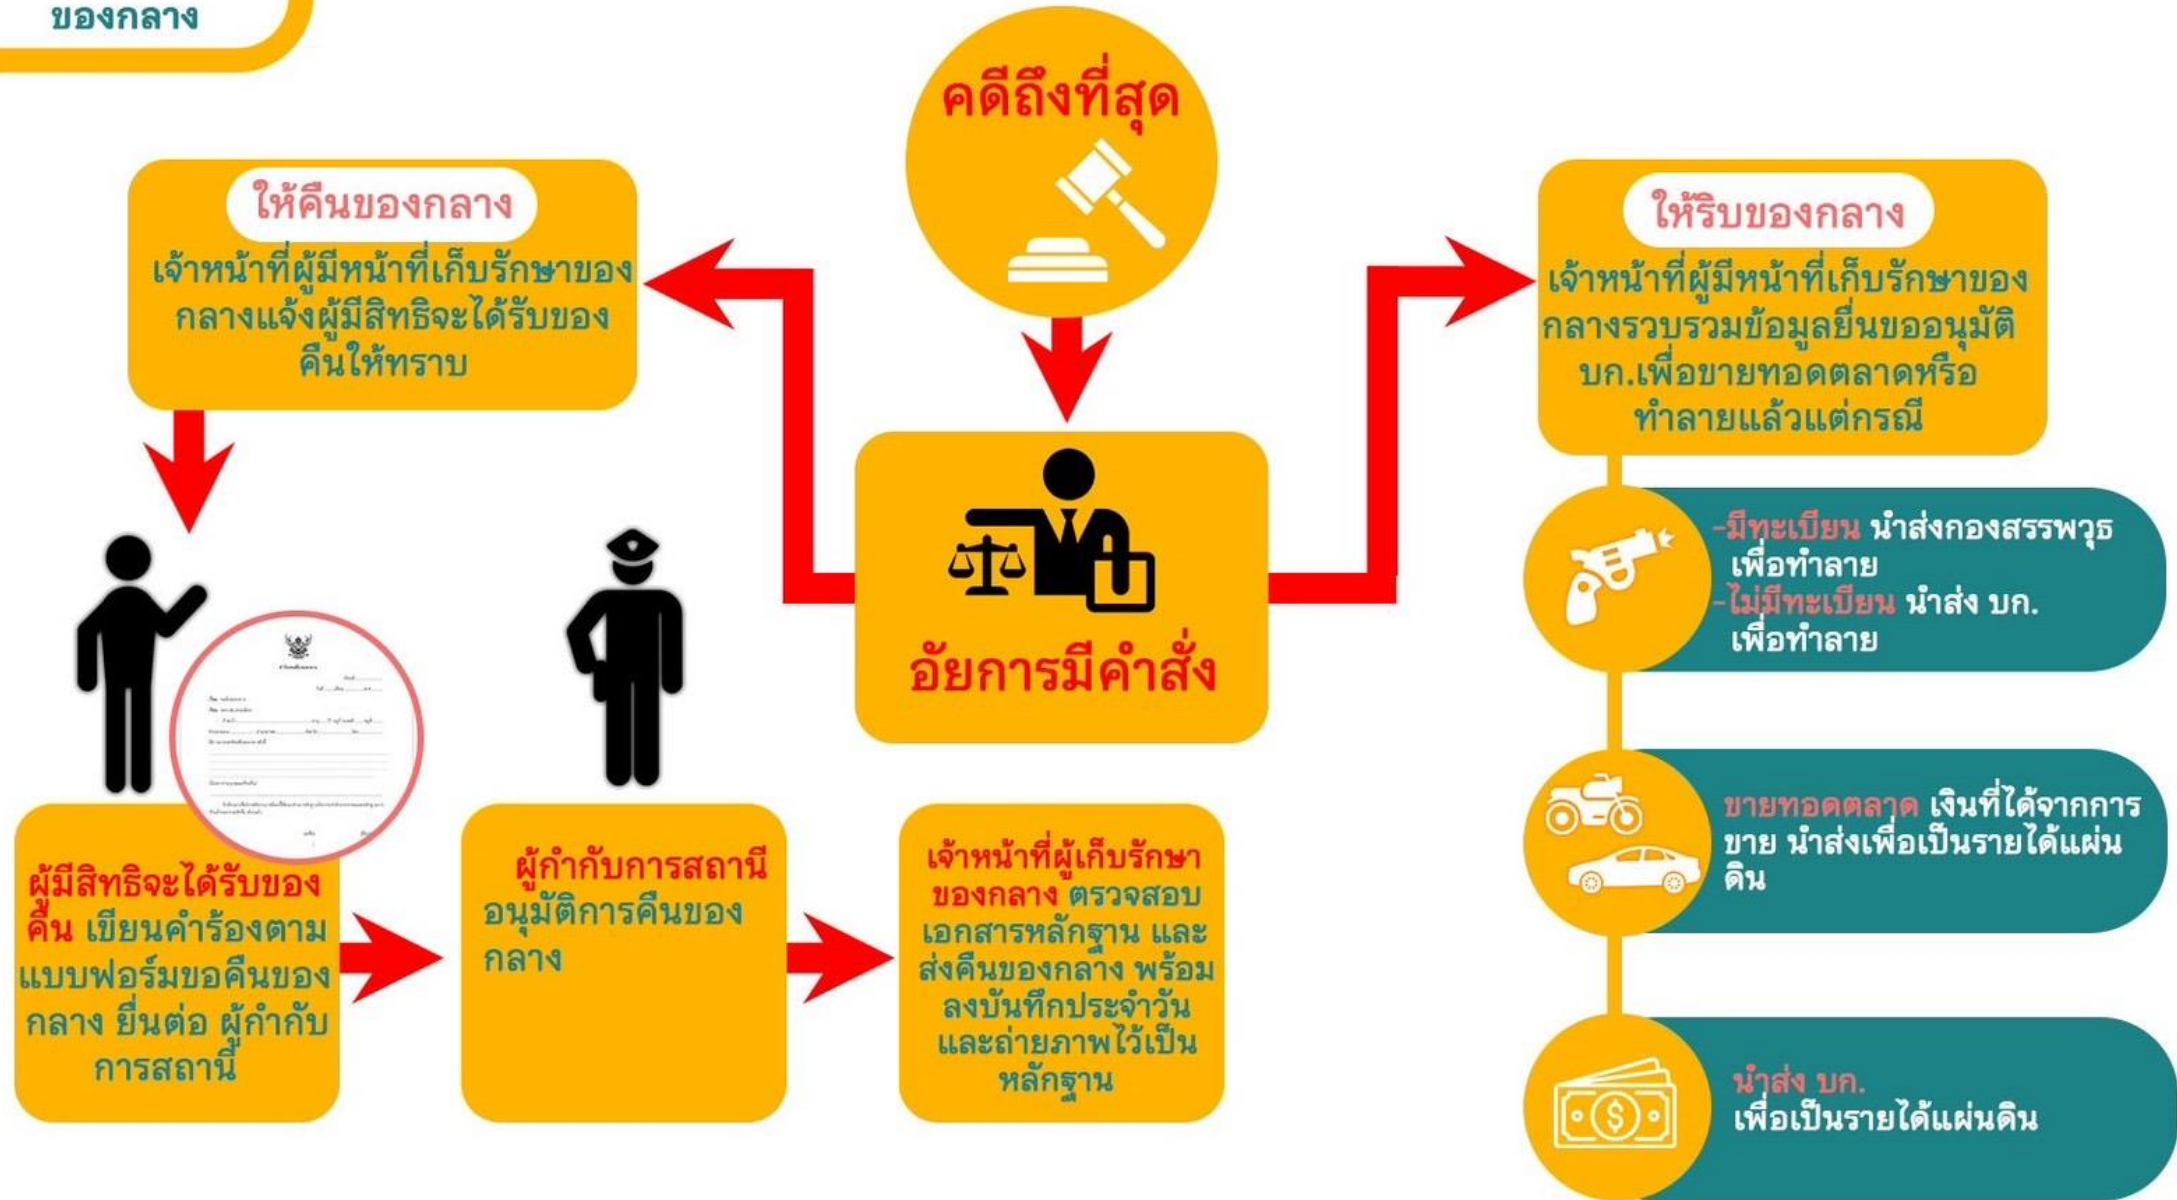 ของกลาง
คดีถึงที่สุด
ให้คืนของกลาง
เจ้าหน้าที่ผู้มีหน้าที่เก็บรักษาของ
กลางแจ้งผู้มีสิทธิจะได้รับของ
คืนให้ทราบ
ให้ริบของกลาง
เจ้าหน้าที่ผู้มีหน้าที่เก็บรักษาของ
กลางรวบรวมข้อมูลยื่นขออนุมัติ
บก.เพื่อขายทอดตลาดหรือ
ทำลายแล้วแต่กรณี
อัยการมีคำสั่ง
-มีทะเบียน นำส่งกองสรรพวุธ
เพื่อทำลาย
-ไม่มีทะเบียน นำส่ง บก.
เพื่อทำลาย
ขายทอดตลาด เงินที่ได้จากการ
ขาย นำส่งเพื่อเป็นรายได้แผ่น
ดิน
นำส่ง บก.
เพื่อเป็นรายได้แผ่นดิน
ผู้มีสิทธิจะได้รับของ
คืน เขียนคำร้องตาม
แบบฟอร์มขอคืนของ
กลาง ยื่นต่อ ผู้กำกับ
การสถานี
ผู้กำกับการสถานี
อนุมัติการคืนของ
กลาง
เจ้าหน้าที่ผู้เก็บรักษา
ของกลาง ตรวจสอบ
เอกสารหลักฐาน และ
ส่งคืนของกลาง พร้อม
ลงบันทึกประจำวัน
และถ่ายภาพไว้เป็น
หลักฐาน